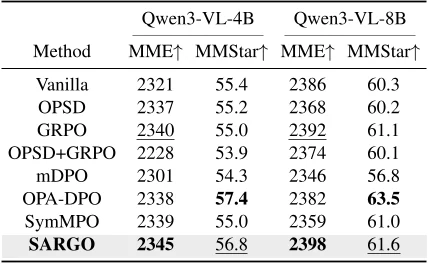 Qwen3-VL-4B Qwen3-VL-8B
Method MME↑ MMStar↑ MME↑ MMStar↑
Vanilla 2321 55.4 2386 60.3
OPSD 2337 55.2 2368 60.2
GRPO 2340 55.0 2392 61.1
OPSD+GRPO 2228 53.9 2374 60.1
mDPO 2301 54.3 2346 56.8
OPA-DPO 2338 57.4 2382 63.5
SymMPO 2339 55.0 2359 61.0
SARGO 2345 56.8 2398 61.6